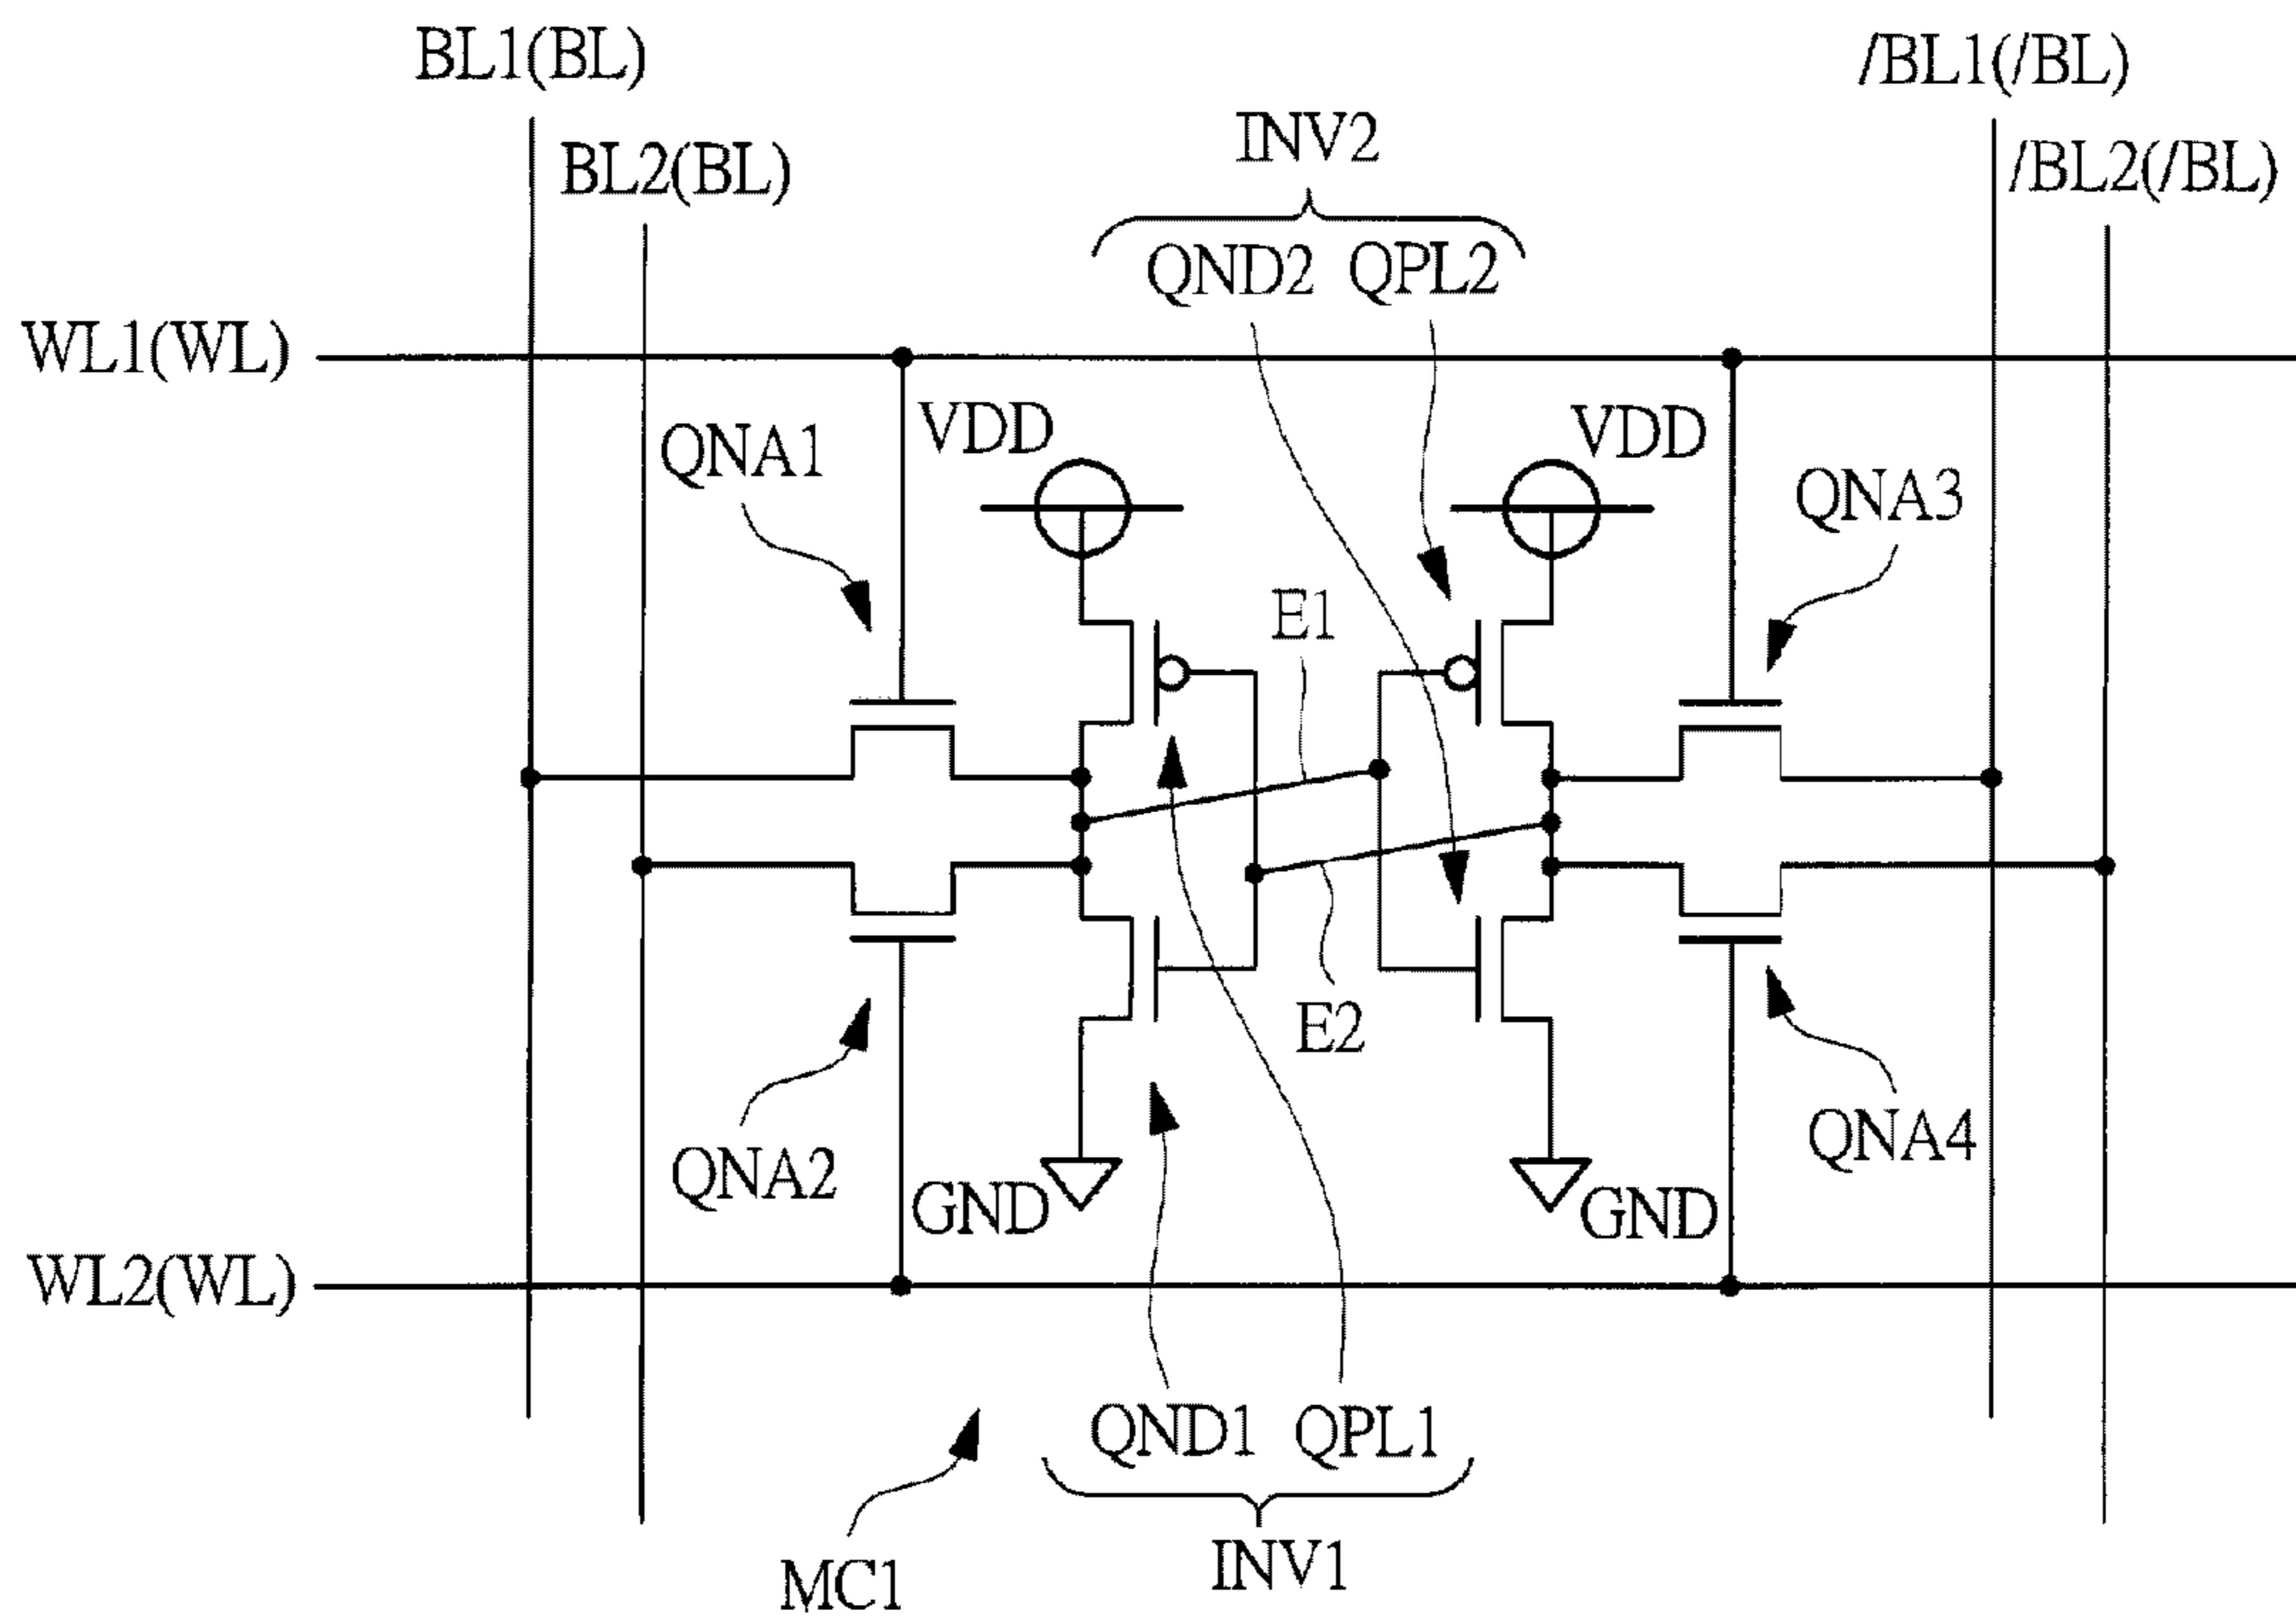 BL1(BL)
/BL1(/BL)
INV2
BL2(BL)
/BL2(/BL)
QND2 QPL2
WL1(WL)
VDD
VDD
QNA1
QNA3
E1
E2
QNA2
GND
GND
QNA4
WL2(WL)
QND1 QPL1
MC1
INV1